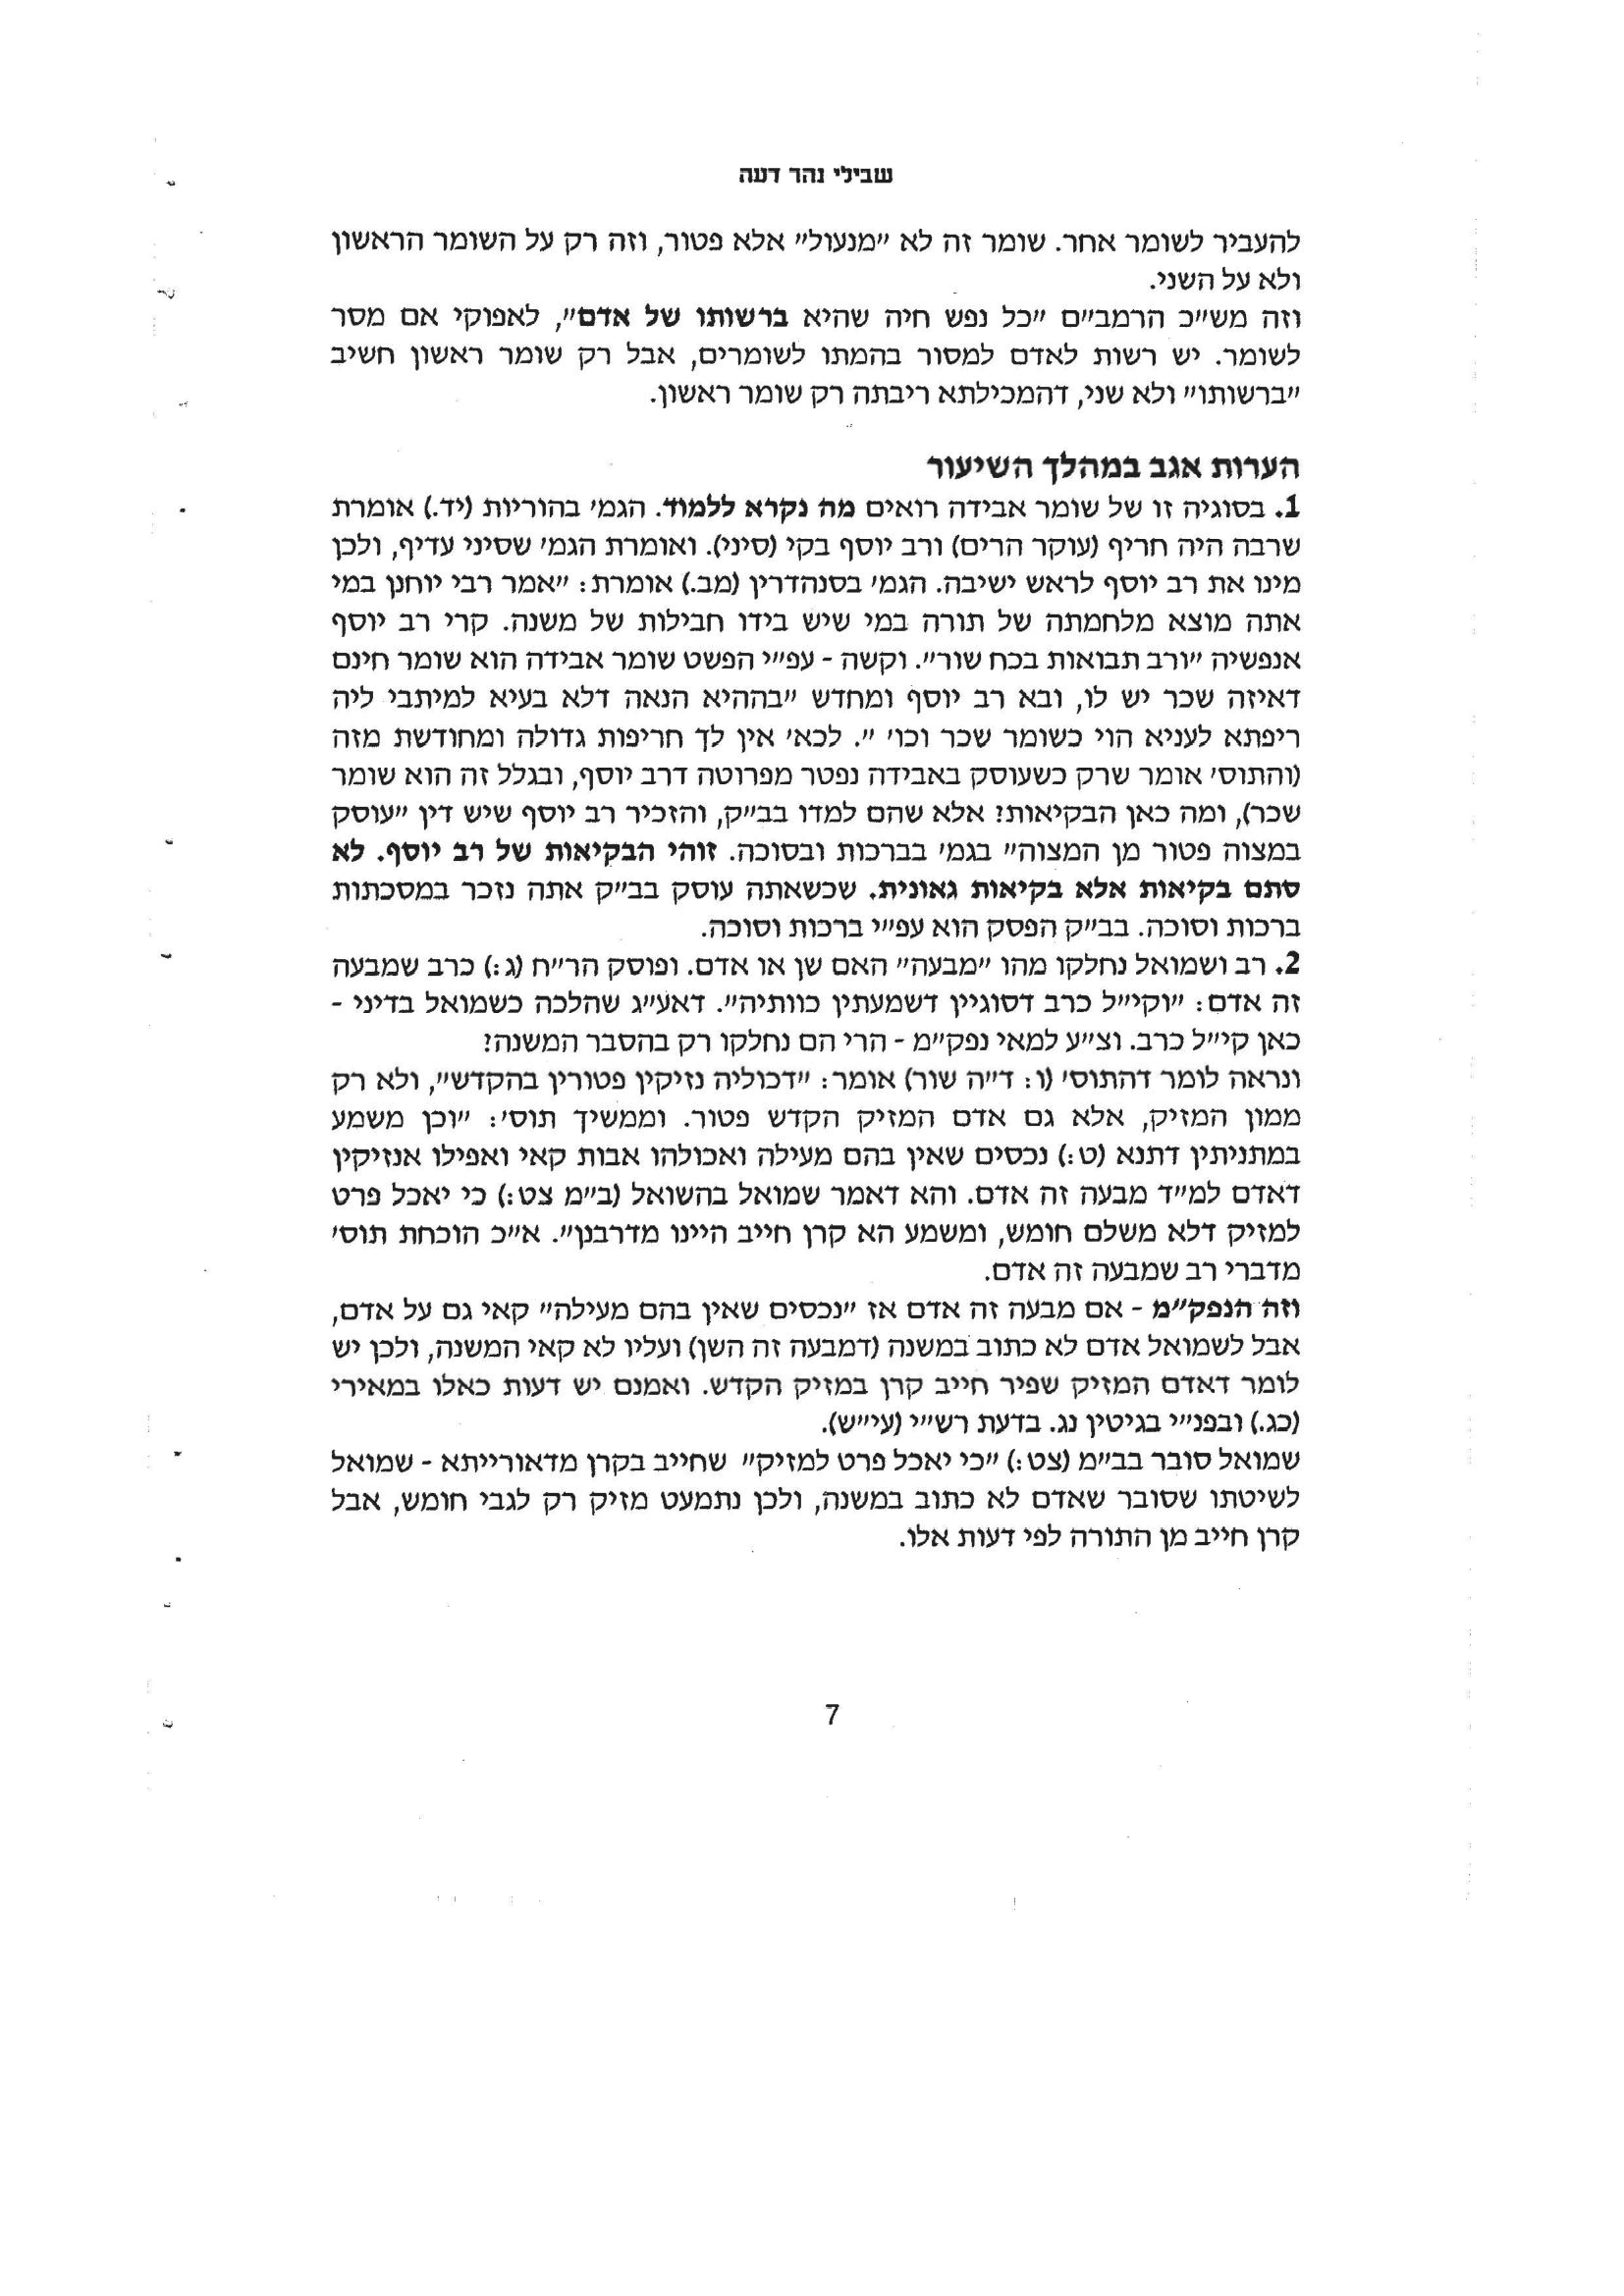 שבילי נהר דעה
להעביר לשומר אחר. שומר זה לא "מנעול" אלא פטור, וזה רק על השומר הראשון
ולא על השני.
וזה מש"כ הרמב"ם "כל נפש חיה שהיא ברשותו של אדם", לאפוקי אם מסר
לשומר. יש רשות לאדם למסור בהמתו לשומרים, אבל רק שומר ראשון חשיב
"ברשותו" ולא שני, דהמכילתא ריבתה רק שומר ראשון.
הערות אגב במהלך השיעור
1. בסוגיה זו של שומר אבידה רואים מה נקרא ללמוד. הגמ' בהוריות (יד.) אומרת
שרבה היה חריף (עוקר הרים) ורב יוסף בקי (סיני). ואומרת הגמ' שסיני עדיף, ולכן
מינו את רב יוסף לראש ישיבה. הגמ' בסנהדרין (מב.) אומרת: "אמר רבי יוחנן במי
אתה מוצא מלחמתה של תורה במי שיש בידו חבילות של משנה. קרי רב יוסף
אנפשיה "ורב תבואות בכח שור". וקשה - עפ"י הפשט שומר אבידה הוא שומר חינם
דאיזה שכר יש לו, ובא רב יוסף ומחדש "בההיא הנאה דלא בעיא למיתבי ליה
ריפתא לעניא הוי כשומר שכר וכו' ". לכא' אין לך חריפות גדולה ומחודשת מזה
(והתוס' אומר שרק כשעוסק באבידה נפטר מפרוטה דרב יוסף, ובגלל זה הוא שומר
שכר), ומה כאן הבקיאות? אלא שהם למדו בב"ק, והזכיר רב יוסף שיש דין "עוסק
במצוה פטור מן המצוה" בגמ' בברכות ובסוכה. זוהי הבקיאות של רב יוסף. לא
סתם בקיאות אלא בקיאות גאונית. שכשאתה עוסק בב"ק אתה נזכר במסכתות
ברכות וסוכה. בב"ק הפסק הוא עפ"י ברכות וסוכה.
2. רב ושמואל נחלקו מהו "מבעה" האם שן או אדם. ופוסק הר"ח (ג:) כרב שמבעה
זה אדם: "וקי"ל כרב דסוגיין דשמעתין כוותיה". דאע"ג שהלכה כשמואל בדיני -
כאן קי"ל כרב. וצ"ע למאי נפק"מ - הרי הם נחלקו רק בהסבר המשנה?
ונראה לומר דהתוס' (ו: ד"ה שור) אומר: "דכוליה נזיקין פטורין בהקדש", ולא רק
ממון המזיק, אלא גם אדם המזיק הקדש פטור. וממשיך תוס': "וכן משמע
במתניתין דתנא (ט:) נכסים שאין בהם מעילה ואכולהו אבות קאי ואפילו אנזיקין
דאדם למ"ד מבעה זה אדם. והא דאמר שמואל בהשואל (ב"מ צט:) כי יאכל פרט
למזיק דלא משלם חומש, ומשמע הא קרן חייב היינו מדרבנן". א"כ הוכחת תוס'
מדברי רב שמבעה זה אדם.
וזה הנפק"מ - אם מבעה זה אדם אז "נכסים שאין בהם מעילה" קאי גם על אדם,
אבל לשמואל אדם לא כתוב במשנה (דמבעה זה השן) ועליו לא קאי המשנה, ולכן יש
לומר דאדם המזיק שפיר חייב קרן במזיק הקדש. ואמנם יש דעות כאלו במאירי
(כג.) ובפנ"י בגיטין נג. בדעת רש"י (עי"ש).
שמואל סובר בב"מ (צט:) "כי יאכל פרט למזיק" שחייב בקרן מדאורייתא - שמואל
לשיטתו שסובר שאדם לא כתוב במשנה, ולכן נתמעט מזיק רק לגבי חומש, אבל
קרן חייב מן התורה לפי דעות אלו.
7